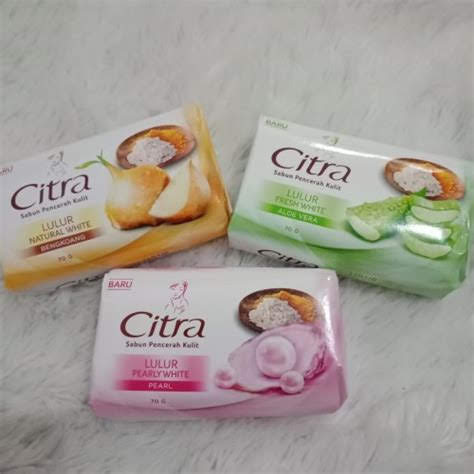 BARU
Citra
Sabun Pencerah Kulit
LULUR
NATURAL WHITE
BENGKOANG
70 G
BARU
Citra
Sabun Pencerah Kulit
LULUR
FRESH WHITE
ALOE VERA
70 G
BARU
Citra
Sabun Pencerah Kulit
LULUR
PEARLY WHITE
PEARL
70 G